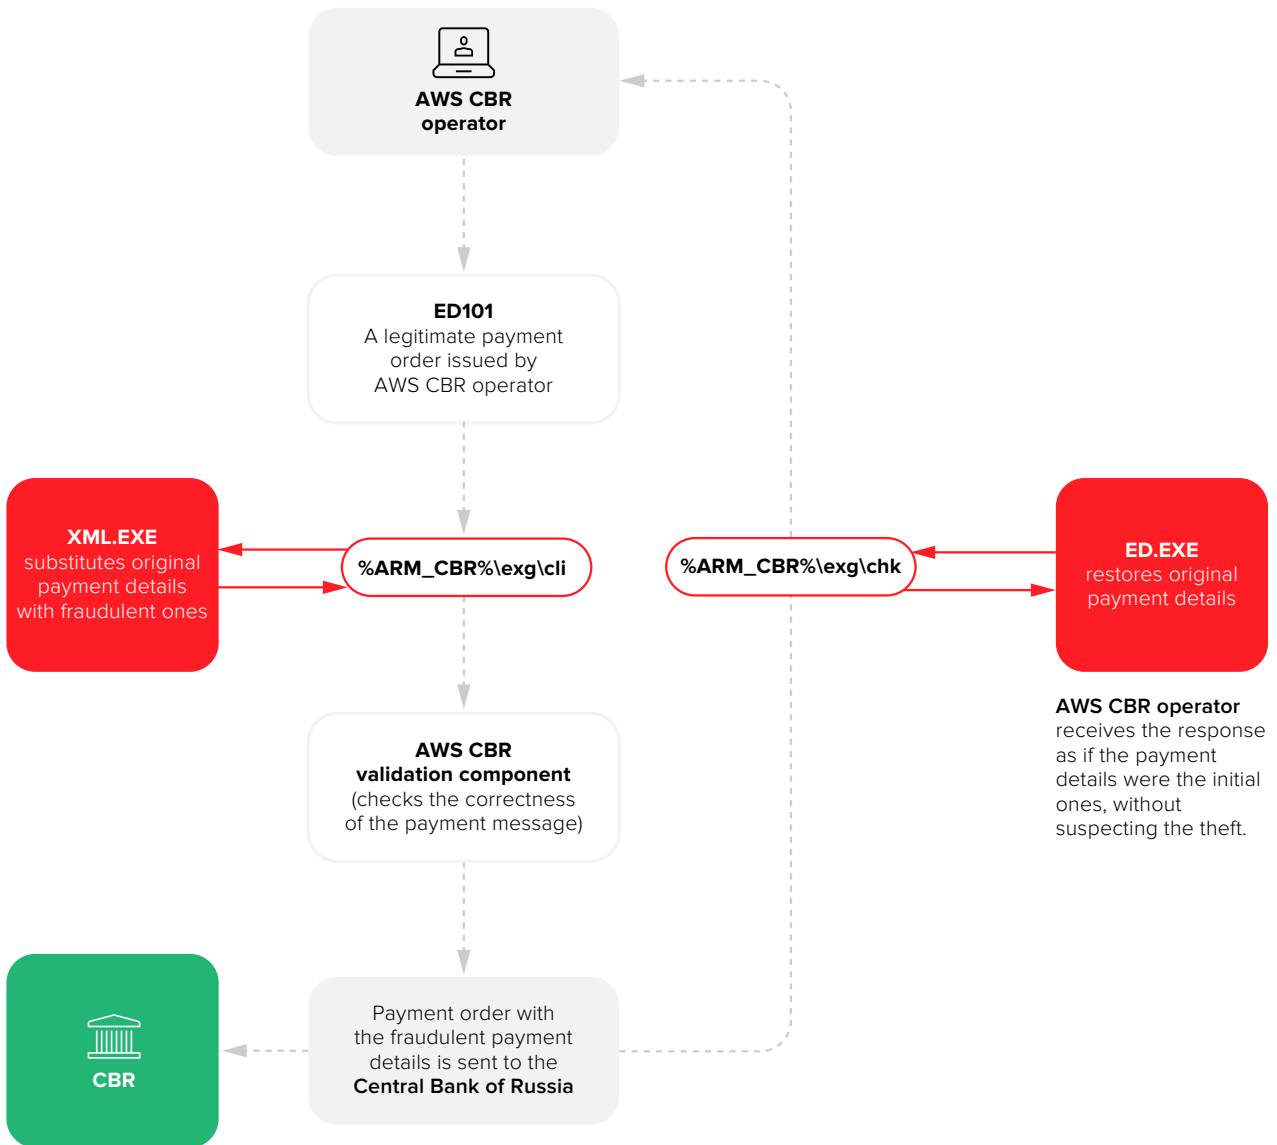 AWS CBR
operator
ED101
A legitimate payment
order issued by
AWS CBR operator
XML.EXE
substitutes original
payment details
with fraudulent ones
%ARM_CBR%\exg\cli
%ARM_CBR%\exg\chk
ED.EXE
restores original
payment details
AWS CBR operator
receives the response
as if the payment
details were the initial
ones, without
suspecting the theft.
AWS CBR
validation component
(checks the correctness
of the payment message)
CBR
Payment order with
the fraudulent payment
details is sent to the
Central Bank of Russia